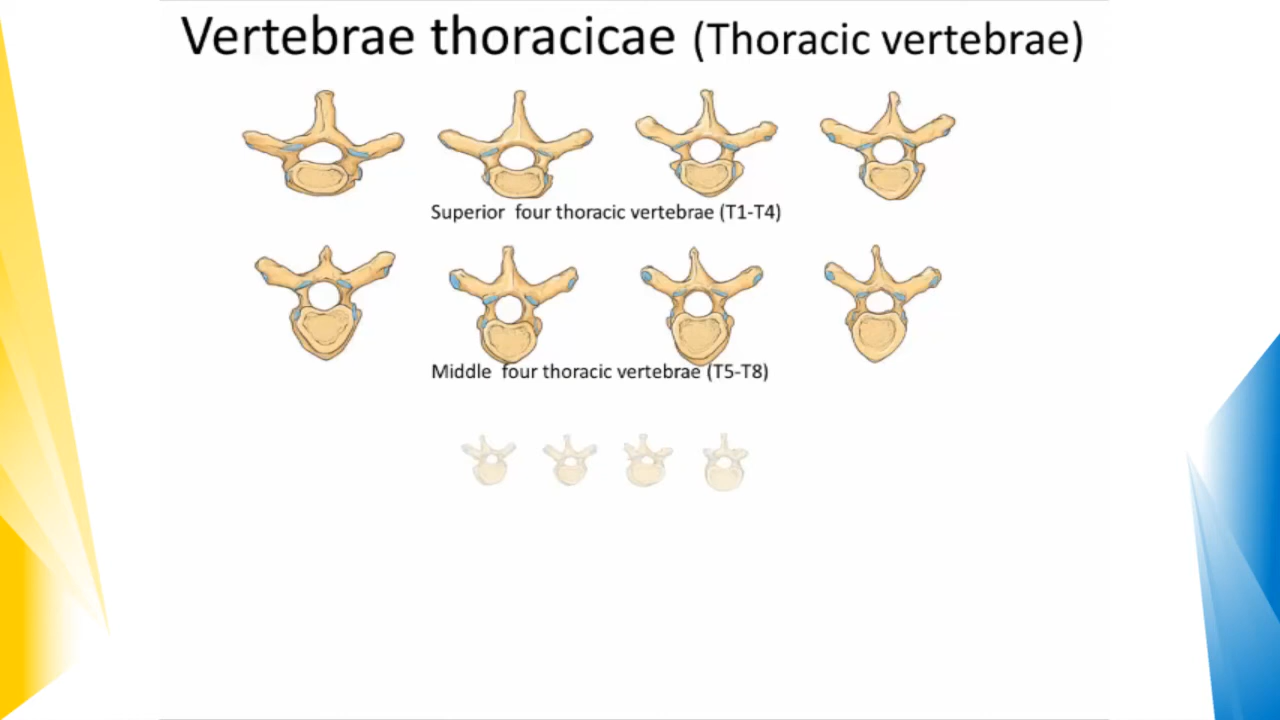 Vertebrae thoracicae (Thoracic vertebrae)
Superior four thoracic vertebrae (T1-T4)
Middle four thoracic vertebrae (T5-T8)